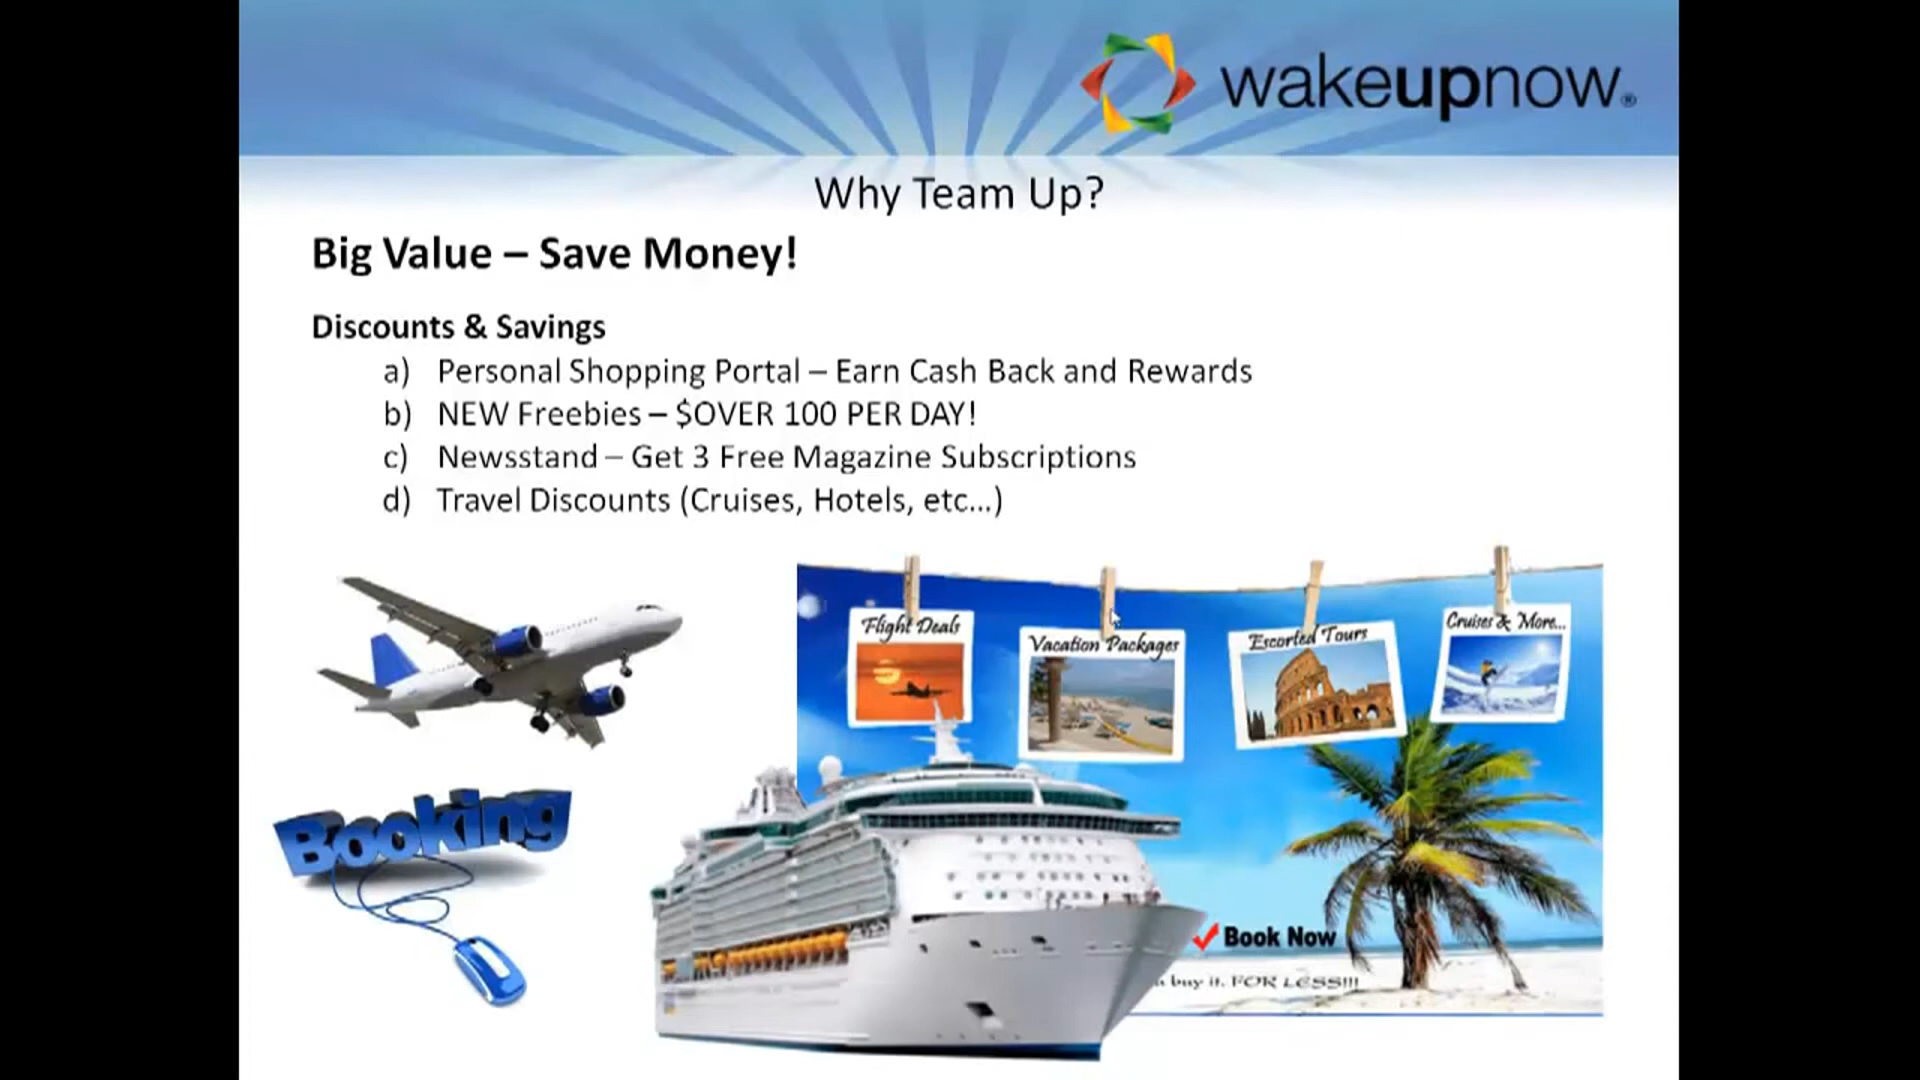 wakeupnow®
Why Team Up?
Big Value – Save Money!
Discounts & Savings
a) Personal Shopping Portal – Earn Cash Back and Rewards
b) NEW Freebies – $OVER 100 PER DAY!
c) Newsstand – Get 3 Free Magazine Subscriptions
d) Travel Discounts (Cruises, Hotels, etc...)
Flight Deals
Vacation Packages
Escorted Tours
Cruises & More...
Booking
Book Now
buy it. FOR LESS!!!